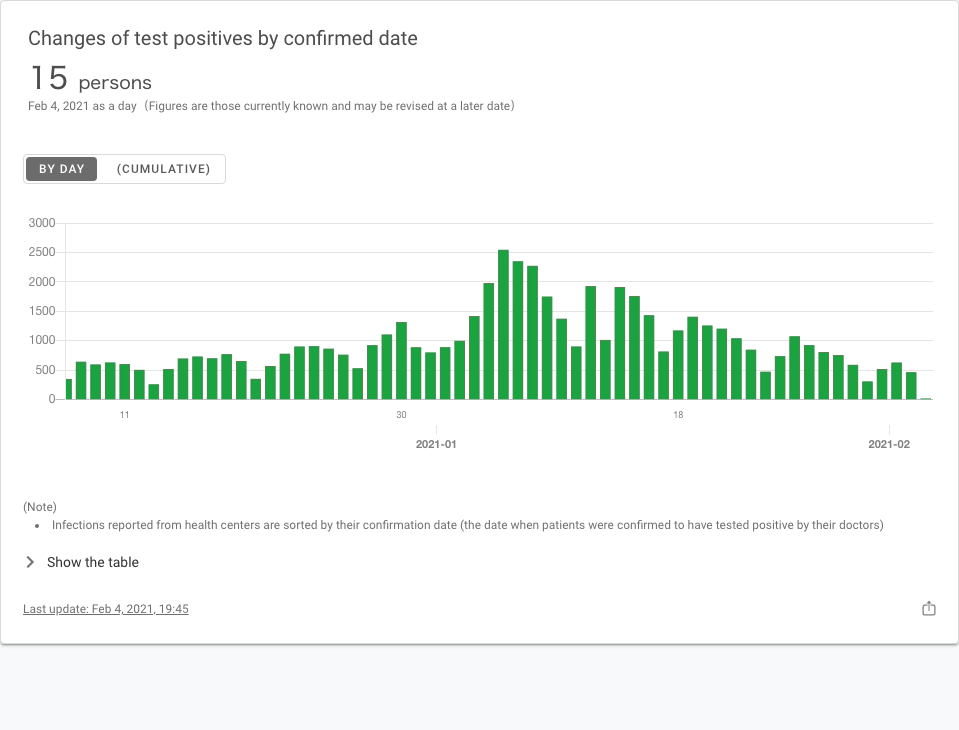 Changes of test positives by confirmed date
15 persons
Feb 4, 2021 as a day（Figures are those currently known and may be revised at a later date）
BY DAY (CUMULATIVE)
3000
2500
2000
1500
1000
500
0
11 30 18
2021-01 2021-02
(Note)
• Infections reported from health centers are sorted by their confirmation date (the date when patients were confirmed to have tested positive by their doctors)
Show the table
Last update: Feb 4, 2021, 19:45